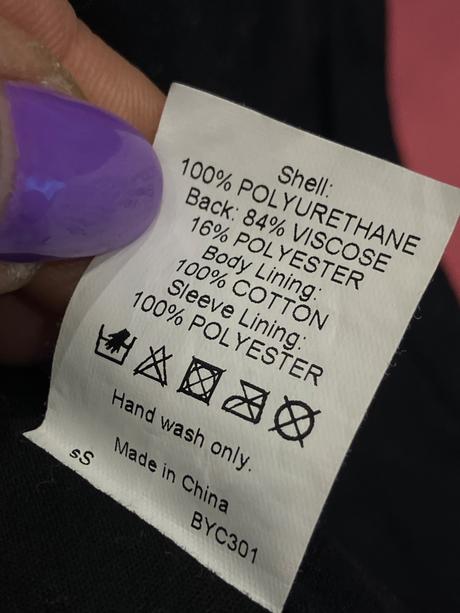 Shell:
100% POLYURETHANE
Back: 84% VISCOSE
16% POLYESTER
Body Lining:
100% COTTON
Sleeve Lining:
100% POLYESTER
Hand wash only.
sS
Made in China
BYC301